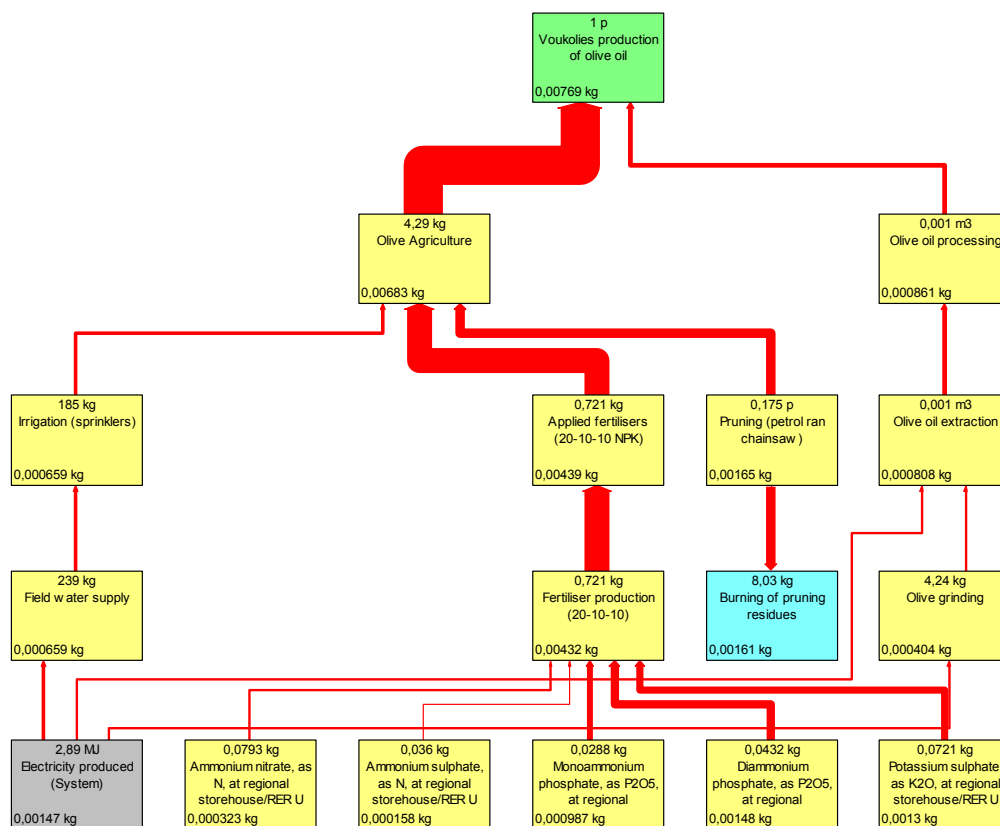 1 p
Voukolies production
of olive oil
0,00769 kg
4,29 kg
Olive Agriculture
0,00683 kg
0,001 m3
Olive oil processing
0,000861 kg
185 kg
Irrigation (sprinklers)
0,000659 kg
0,721 kg
Applied fertilisers
(20-10-10 NPK)
0,00439 kg
0,175 p
Pruning (petrol ran
chainsaw)
0,00165 kg
0,001 m3
Olive oil extraction
0,000808 kg
239 kg
Field water supply
0,000659 kg
0,721 kg
Fertiliser production
(20-10-10)
0,00432 kg
8,03 kg
Burning of pruning
residues
0,00161 kg
4,24 kg
Olive grinding
0,000404 kg
2,89 MJ
Electricity produced
(System)
0,00147 kg
0,0793 kg
Ammonium nitrate, as
N, at regional
storehouse/RER U
0,000323 kg
0,036 kg
Ammonium sulphate,
as N, at regional
storehouse/RER U
0,000158 kg
0,0288 kg
Monoammonium
phosphate, as P2O5,
at regional
0,000987 kg
0,0432 kg
Diammonium
phosphate, as P2O5,
at regional
0,00148 kg
0,0721 kg
Potassium sulphate,
as K2O, at regional
storehouse/RER U
0,0013 kg